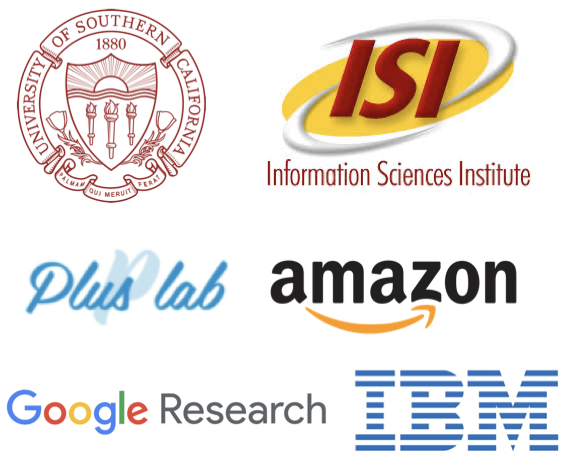 UNIVERSITY OF SOUTHERN CALIFORNIA
1880
PALMAM QUI MERUIT FERAT
ISI
Information Sciences Institute
Plus lab
amazon
Google Research
IBM